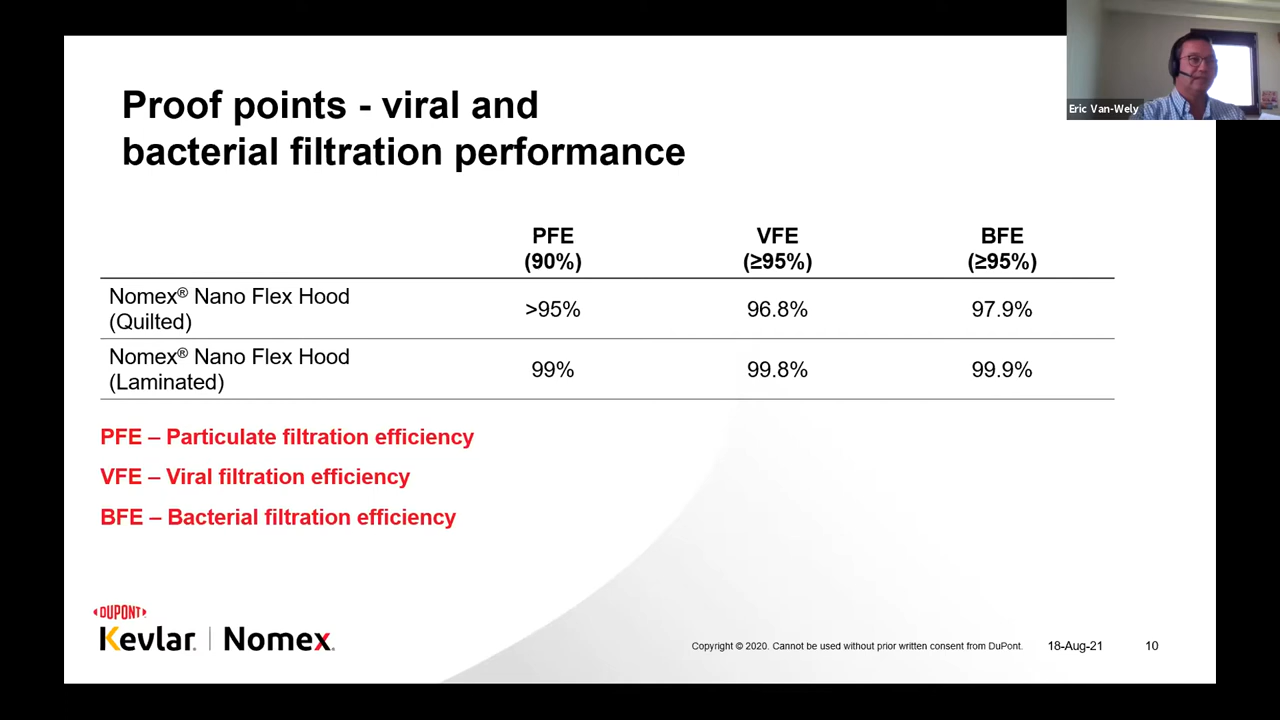 Eric Van-Wely
Proof points - viral and
bacterial filtration performance
PFE
(90%)
VFE
(≥95%)
BFE
(≥95%)
Nomex® Nano Flex Hood
(Quilted)
>95%
96.8%
97.9%
Nomex® Nano Flex Hood
(Laminated)
99%
99.8%
99.9%
PFE – Particulate filtration efficiency
VFE – Viral filtration efficiency
BFE – Bacterial filtration efficiency
DUPONT
Kevlar. | Nomex.
Copyright © 2020. Cannot be used without prior written consent from DuPont.
18-Aug-21
10